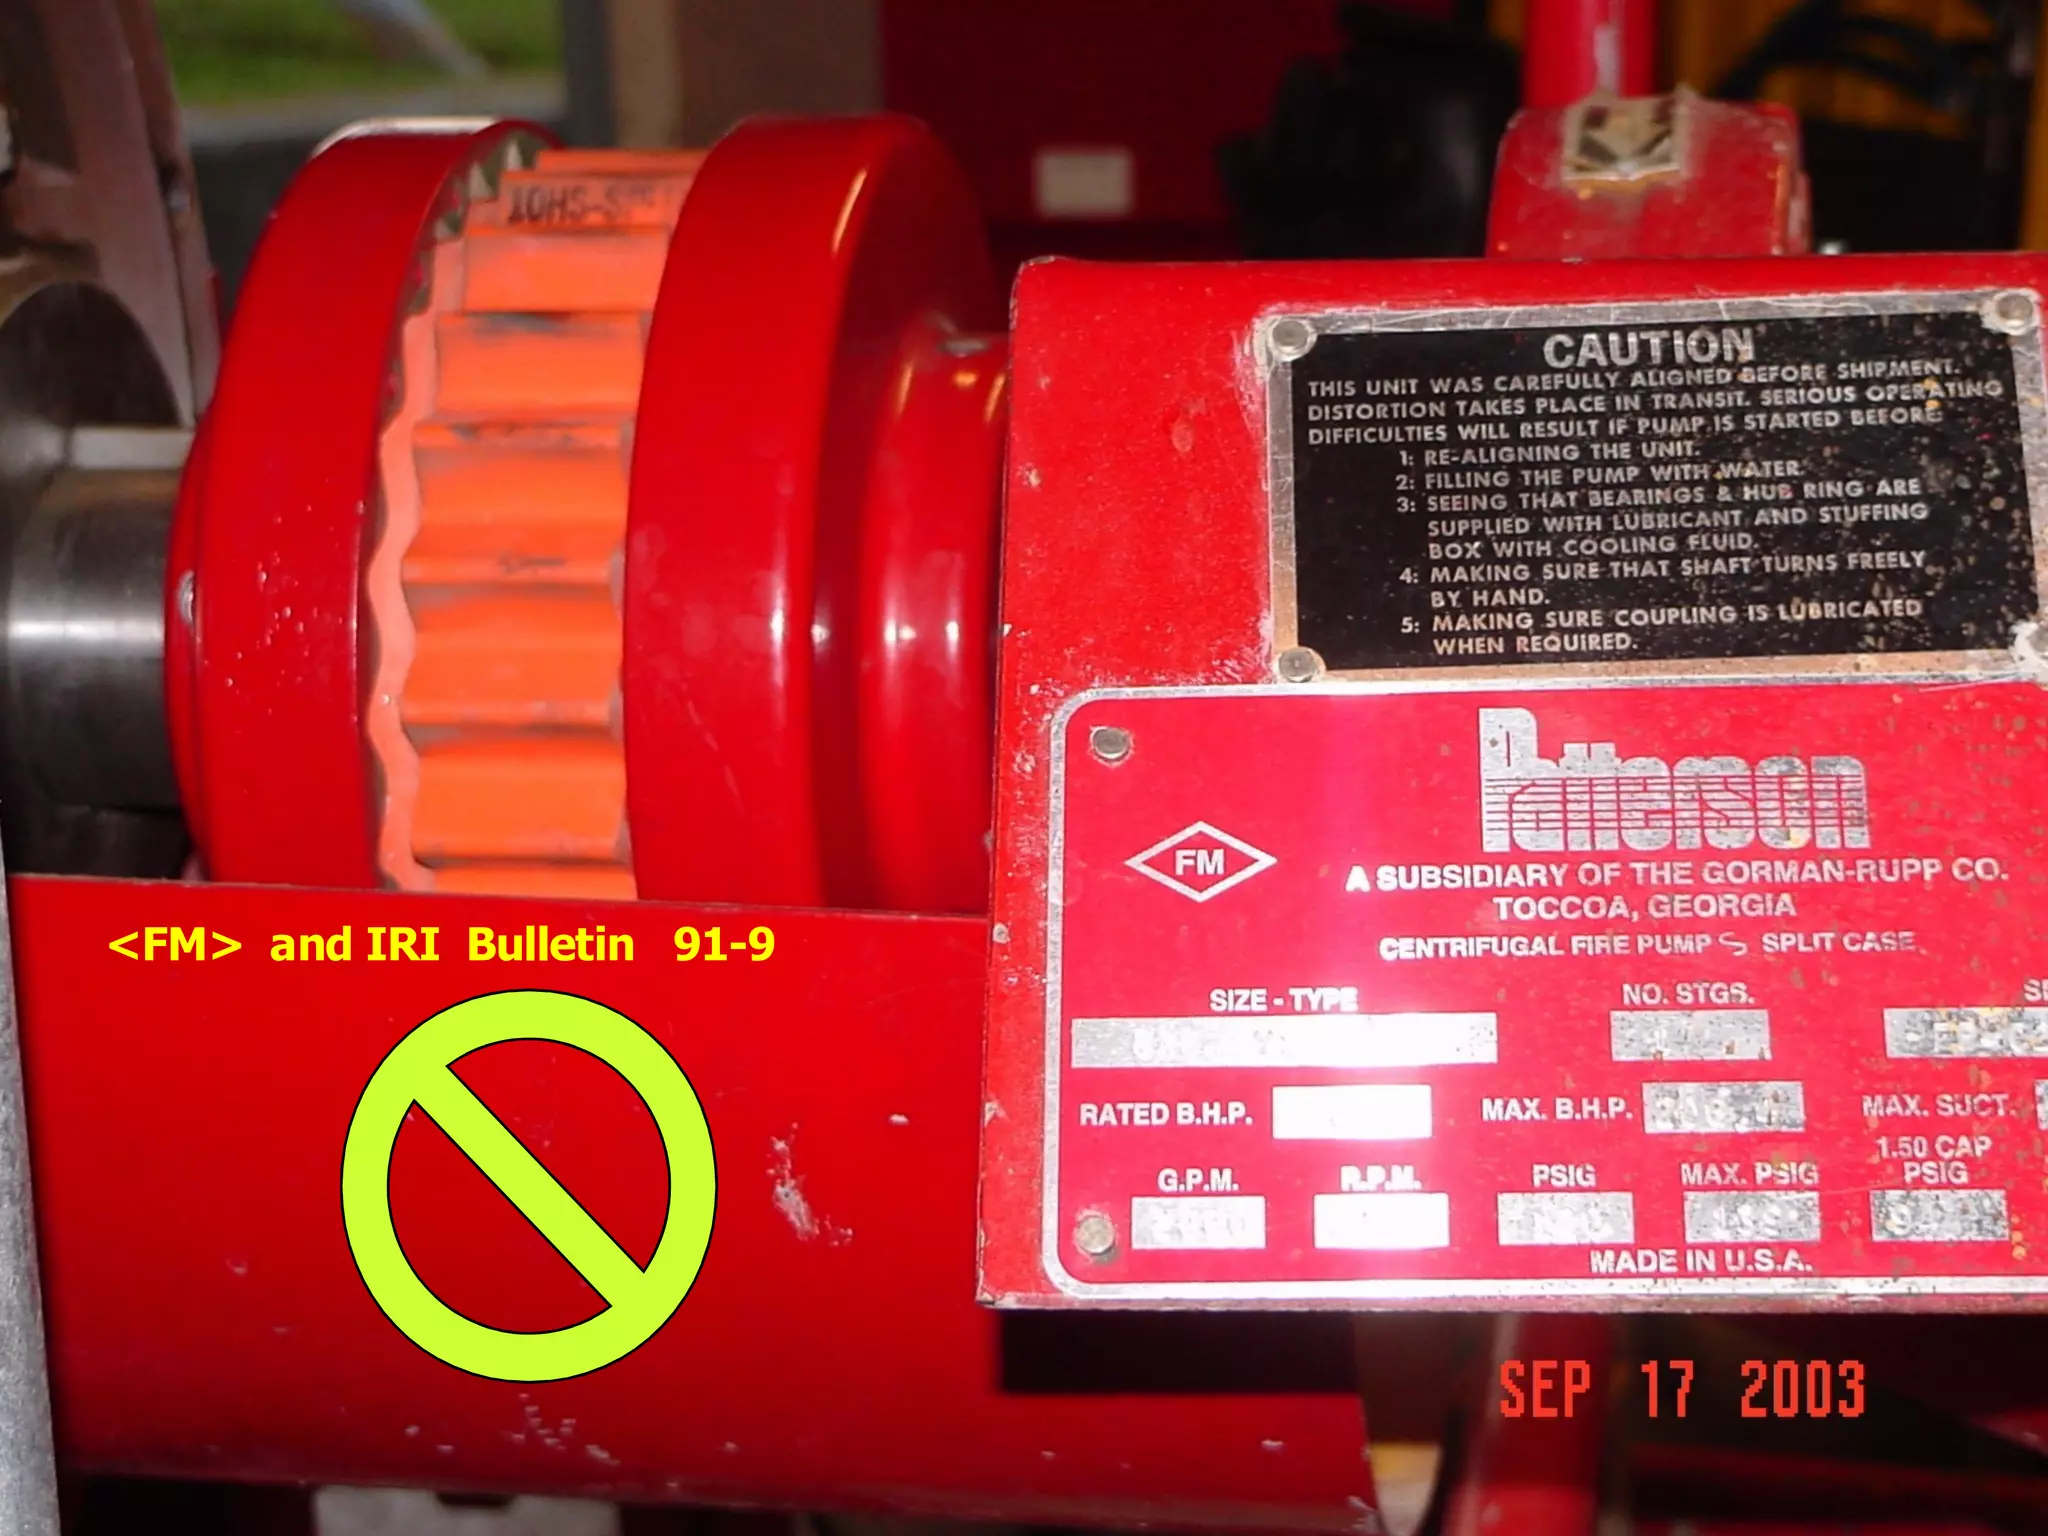 CAUTION
THIS UNIT WAS CAREFULLY ALIGNED BEFORE SHIPMENT.
DISTORTION TAKES PLACE IN TRANSIT. SERIOUS OPERATING
DIFFICULTIES WILL RESULT IF PUMP IS STARTED BEFORE:
1: RE-ALIGNING THE UNIT.
2: FILLING THE PUMP WITH WATER.
3: SEEING THAT BEARINGS & HUB RING ARE
SUPPLIED WITH LUBRICANT AND STUFFING
BOX WITH COOLING FLUID.
4: MAKING SURE THAT SHAFT TURNS FREELY
BY HAND.
5: MAKING SURE COUPLING IS LUBRICATED
WHEN REQUIRED.
Patterson
FM
A SUBSIDIARY OF THE GORMAN-RUPP CO.
TOCCOA, GEORGIA
CENTRIFUGAL FIRE PUMP S SPLIT CASE
SIZE - TYPE NO. STGS.
RATED B.H.P. MAX. B.H.P. MAX. SUCT.
G.P.M. R.P.M. PSIG MAX. PSIG 1.50 CAP PSIG
MADE IN U.S.A.
<FM> and IRI Bulletin 91-9
SEP 17 2003